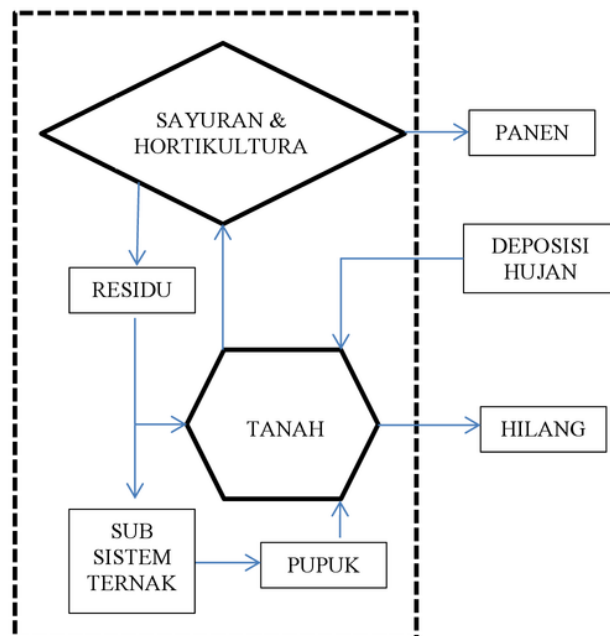 SAYURAN &
HORTIKULTURA
PANEN
DEPOSISI
HUJAN
RESIDU
TANAH
HILANG
SUB
SISTEM
TERNAK
PUPUK